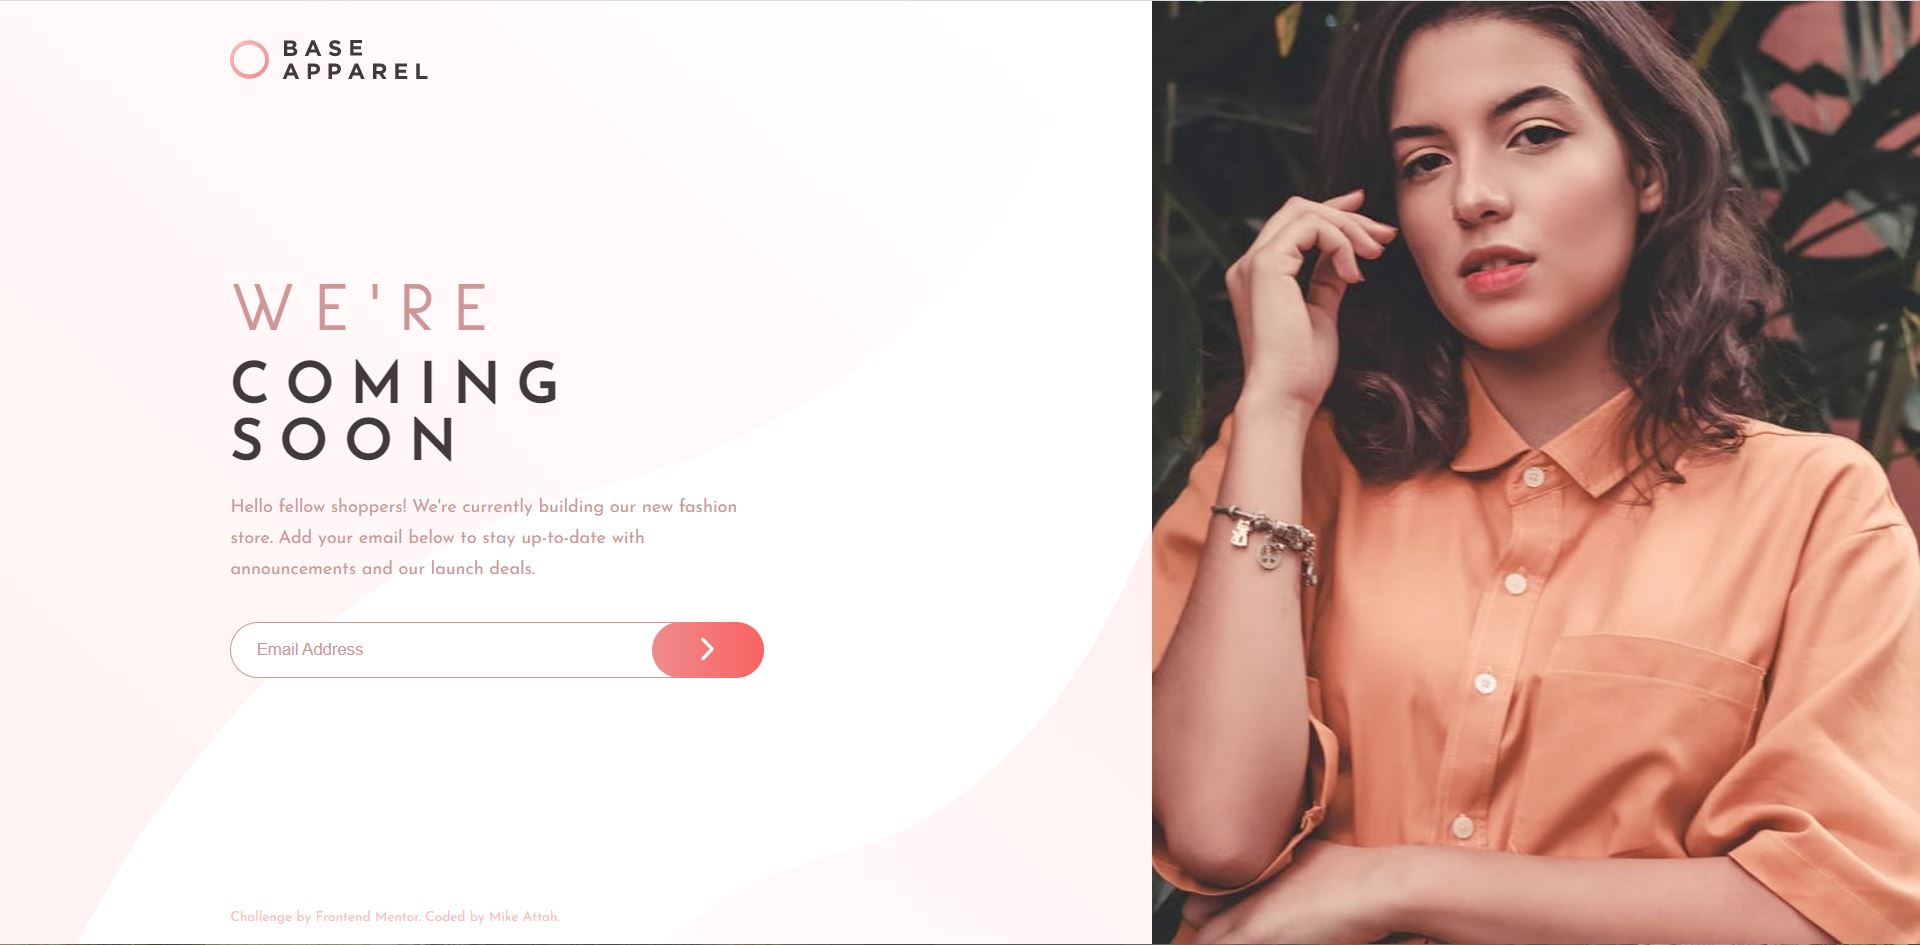 BASE
APPAREL
WE'RE
COMING
SOON
Hello fellow shoppers! We're currently building our new fashion
store. Add your email below to stay up-to-date with
announcements and our launch deals.
Email Address
Challenge by Frontend Mentor. Coded by Mike Attah.